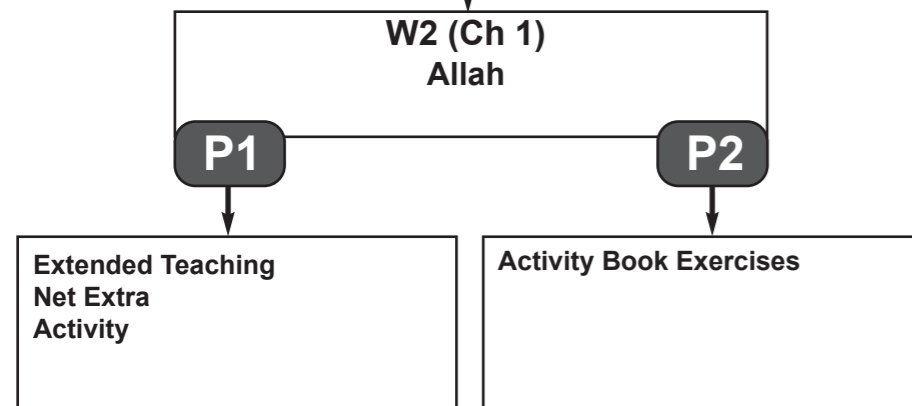 W2 (Ch 1)
Allah
P1
P2
Extended Teaching
Net Extra
Activity
Activity Book Exercises